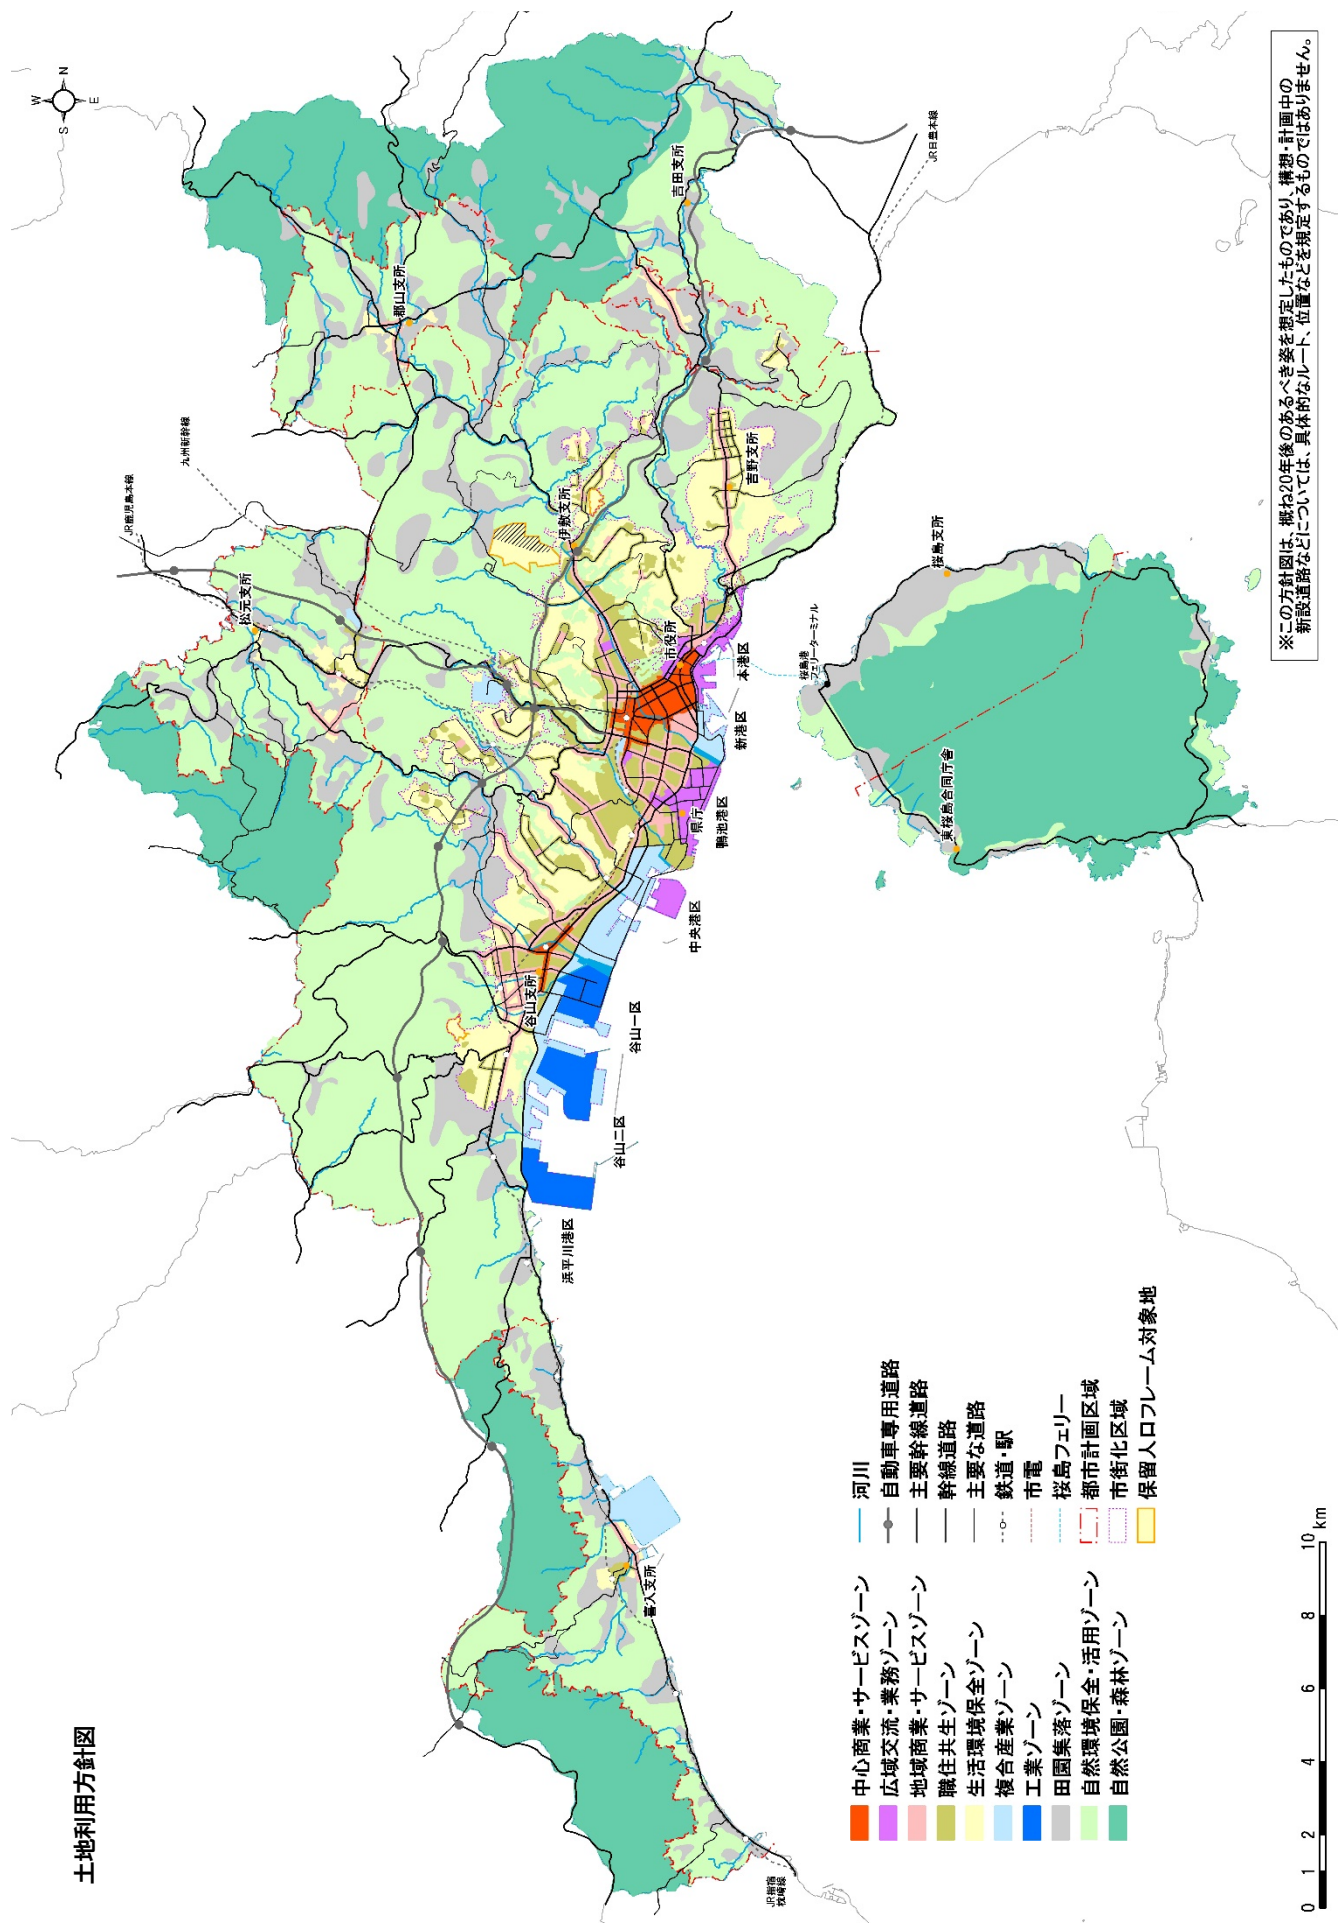 土地利用方針図
W
N
S
E
※この方針図は、概ね20年後のあるべき姿を想定したものであり、構想・計画中の
新設道路などについては、具体的なルート、位置などを規定するものではありません。
JR日豊本線
吉田支所
郡山支所
九州新幹線
JR鹿児島本線
松元支所
伊敷支所
吉野支所
市役所
本港区
新港区
県庁
鴨池港区
中央港区
谷山支所
谷山一区
谷山二区
浜平川港区
喜入支所
JR指宿
枕崎線
桜島港
フェリーターミナル
桜島支所
東桜島合同庁舎
中心商業・サービスゾーン
広域交流・業務ゾーン
地域商業・サービスゾーン
職住共生ゾーン
生活環境保全ゾーン
複合産業ゾーン
工業ゾーン
田園集落ゾーン
自然環境保全・活用ゾーン
自然公園・森林ゾーン
河川
自動車専用道路
主要幹線道路
幹線道路
主要な道路
鉄道・駅
市電
桜島フェリー
都市計画区域
市街化区域
保留人口フレーム対象地
0 1 2 4 6 8 10
km